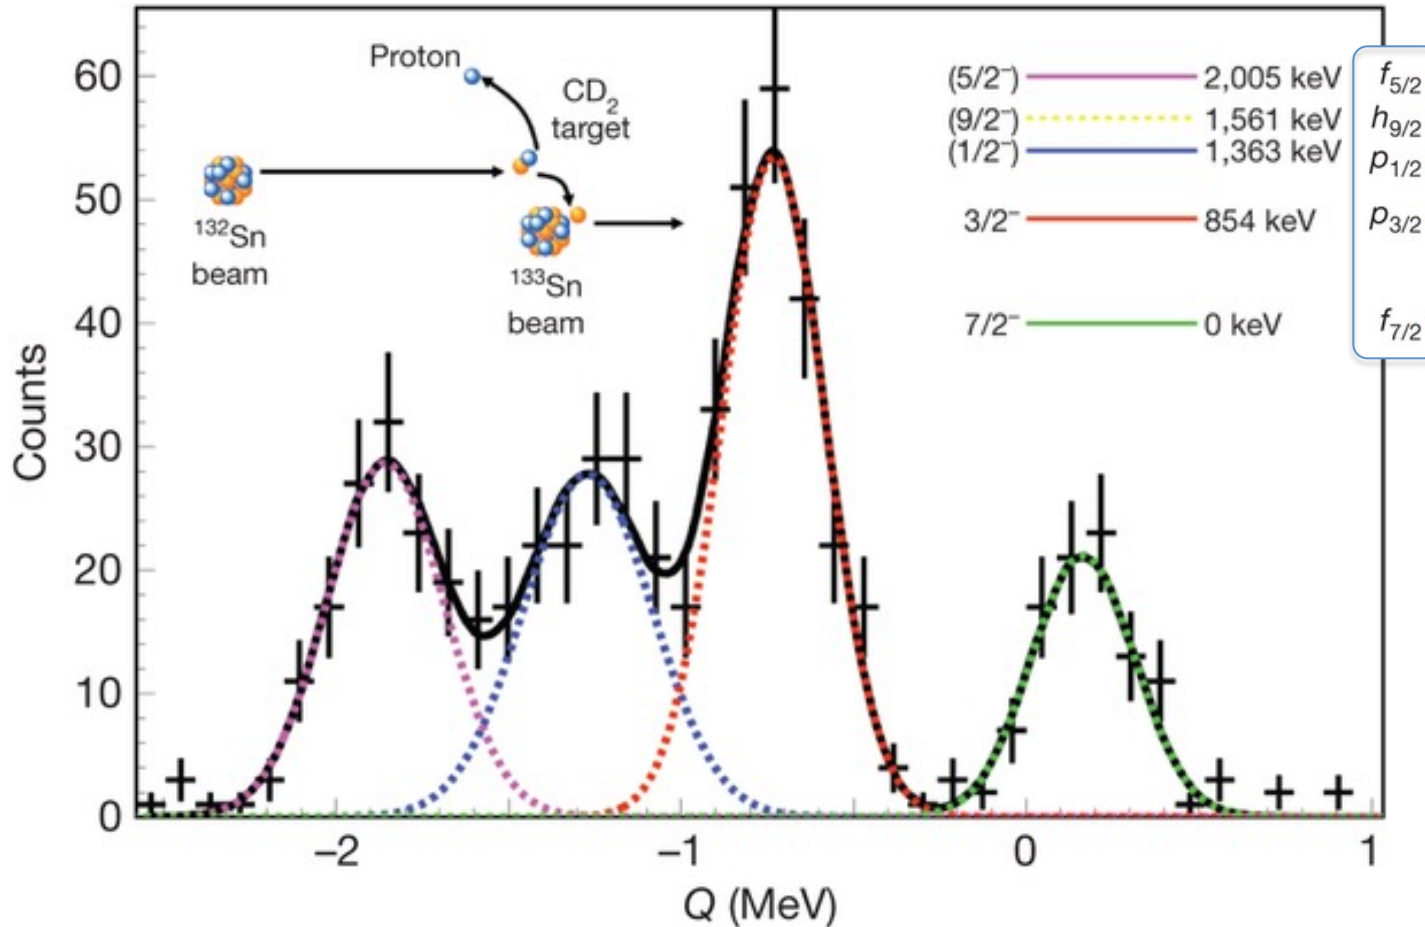 60
50
40
30
20
10
0
Counts
Proton
CD2
target
132Sn
beam
133Sn
beam
(5/2–) 2,005 keV f5/2
(9/2–) 1,561 keV h9/2
(1/2–) 1,363 keV p1/2
3/2– 854 keV p3/2
7/2– 0 keV f7/2
–2 –1 0 1
Q (MeV)